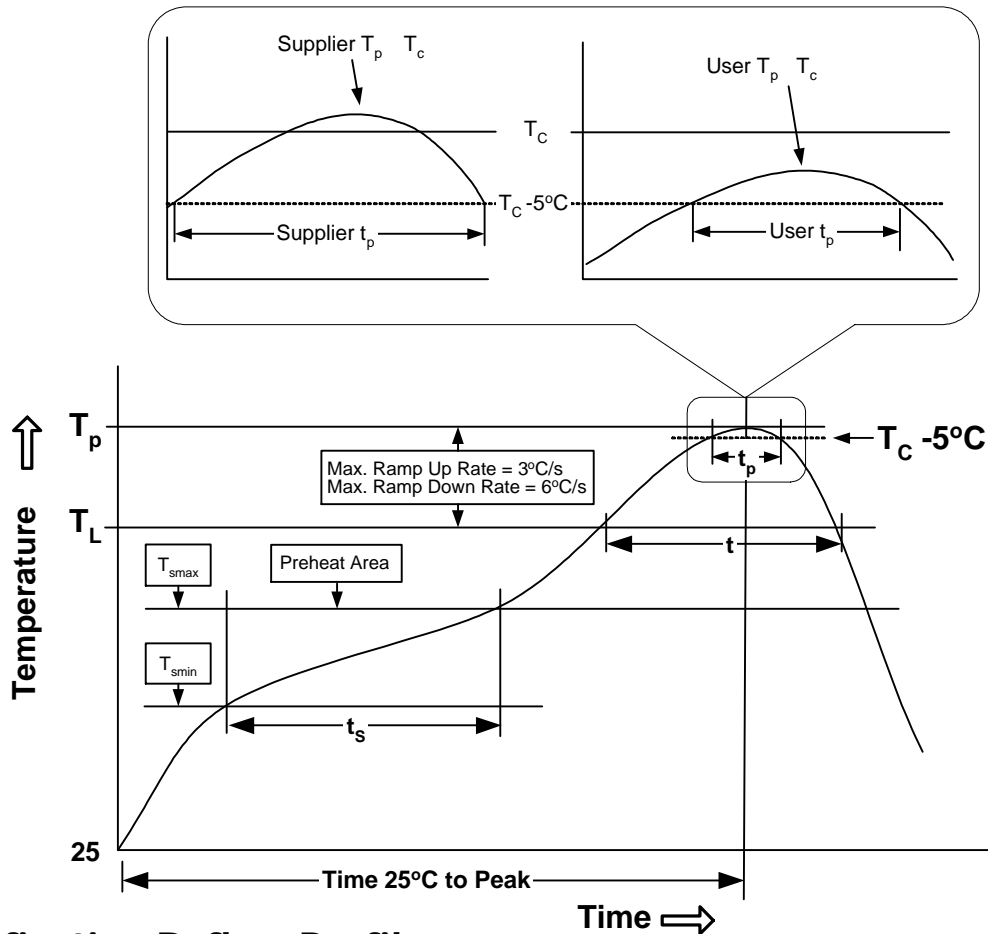 Supplier Tp Tc
User Tp Tc
TC
TC -5oC
Supplier tp
User tp
Tp
TC -5oC
tp
Max. Ramp Up Rate = 3oC/s
Max. Ramp Down Rate = 6oC/s
TL
t
Tsmax
Preheat Area
Tsmin
tS
Temperature
25
Time 25oC to Peak
Time